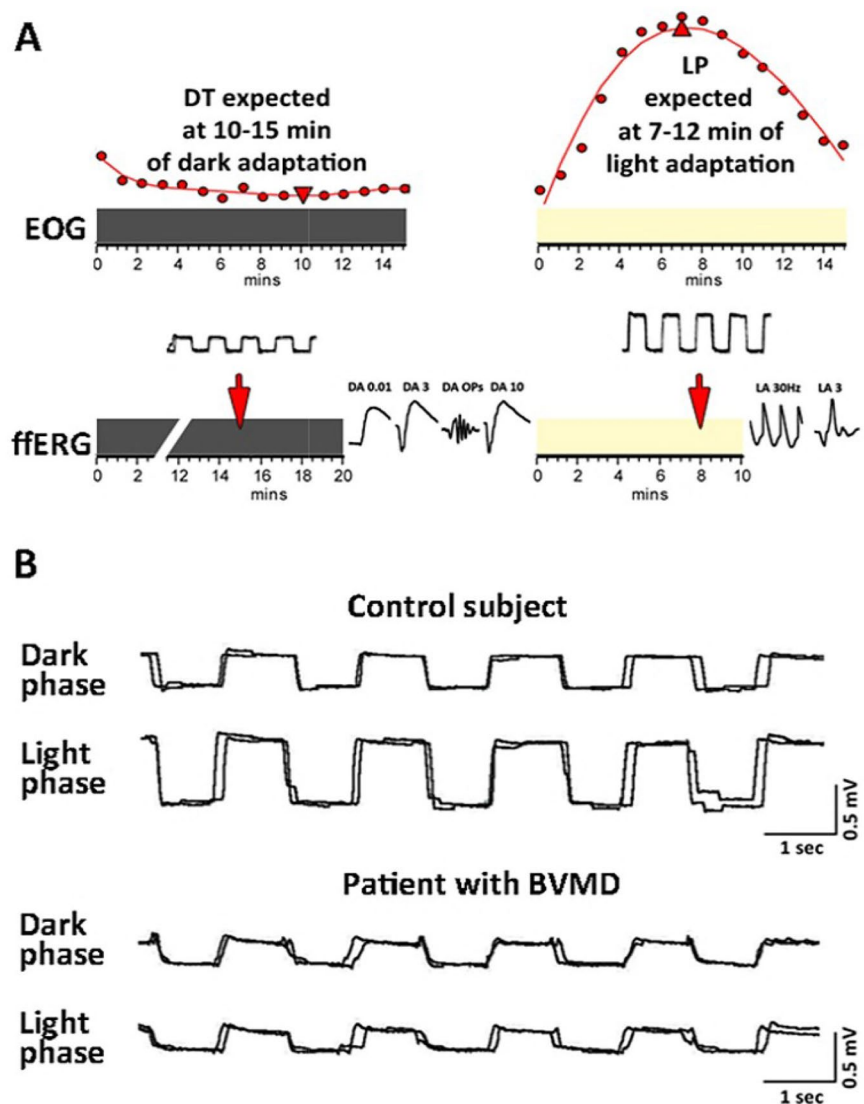 A
DT expected
at 10-15 min
of dark adaptation
LP
expected
at 7-12 min of
light adaptation
EOG
0 2 4 6 8 10 12 14
mins
0 2 4 6 8 10 12 14
mins
DA 0.01 DA 3 DA OPs DA 10
LA 30Hz LA 3
ffERG
0 2 12 14 16 18 20
mins
0 2 4 6 8 10
mins
B
Control subject
Dark
phase
Light
phase
0.5 mV
1 sec
Patient with BVMD
Dark
phase
Light
phase
0.5 mV
1 sec